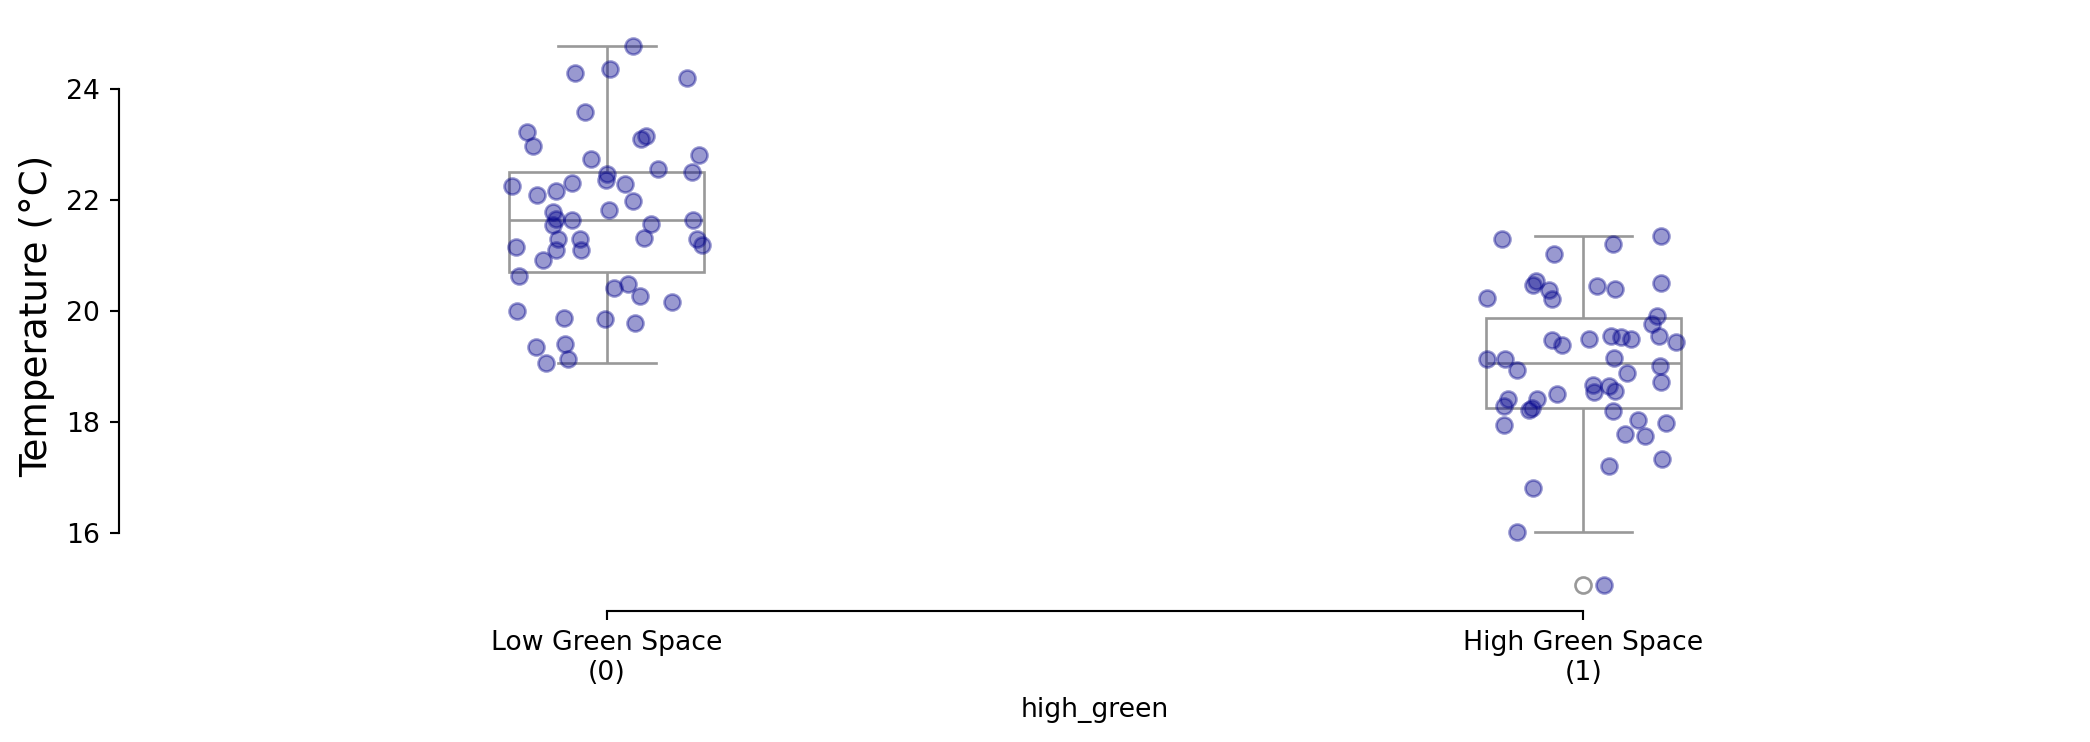 Temperature (°C)
24
22
20
18
16
Low Green Space
(0)
High Green Space
(1)
high_green